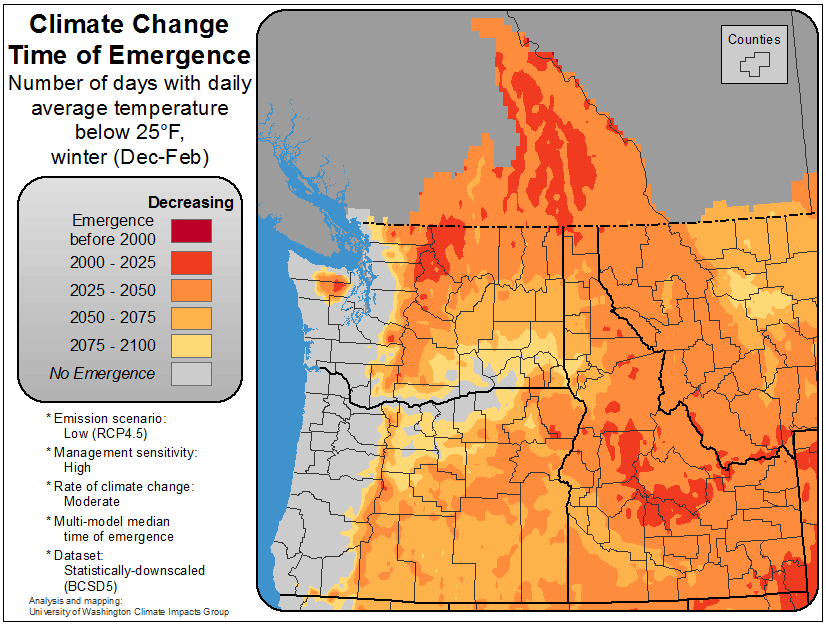 Climate Change
Time of Emergence
Number of days with daily
average temperature
below 25°F,
winter (Dec-Feb)
Decreasing
Emergence
before 2000
2000 - 2025
2025 - 2050
2050 - 2075
2075 - 2100
No Emergence
* Emission scenario:
Low (RCP4.5)
* Management sensitivity:
High
* Rate of climate change:
Moderate
* Multi-model median
time of emergence
* Dataset:
Statistically-downscaled
(BCSD5)
Analysis and mapping:
University of Washington Climate Impacts Group
Counties